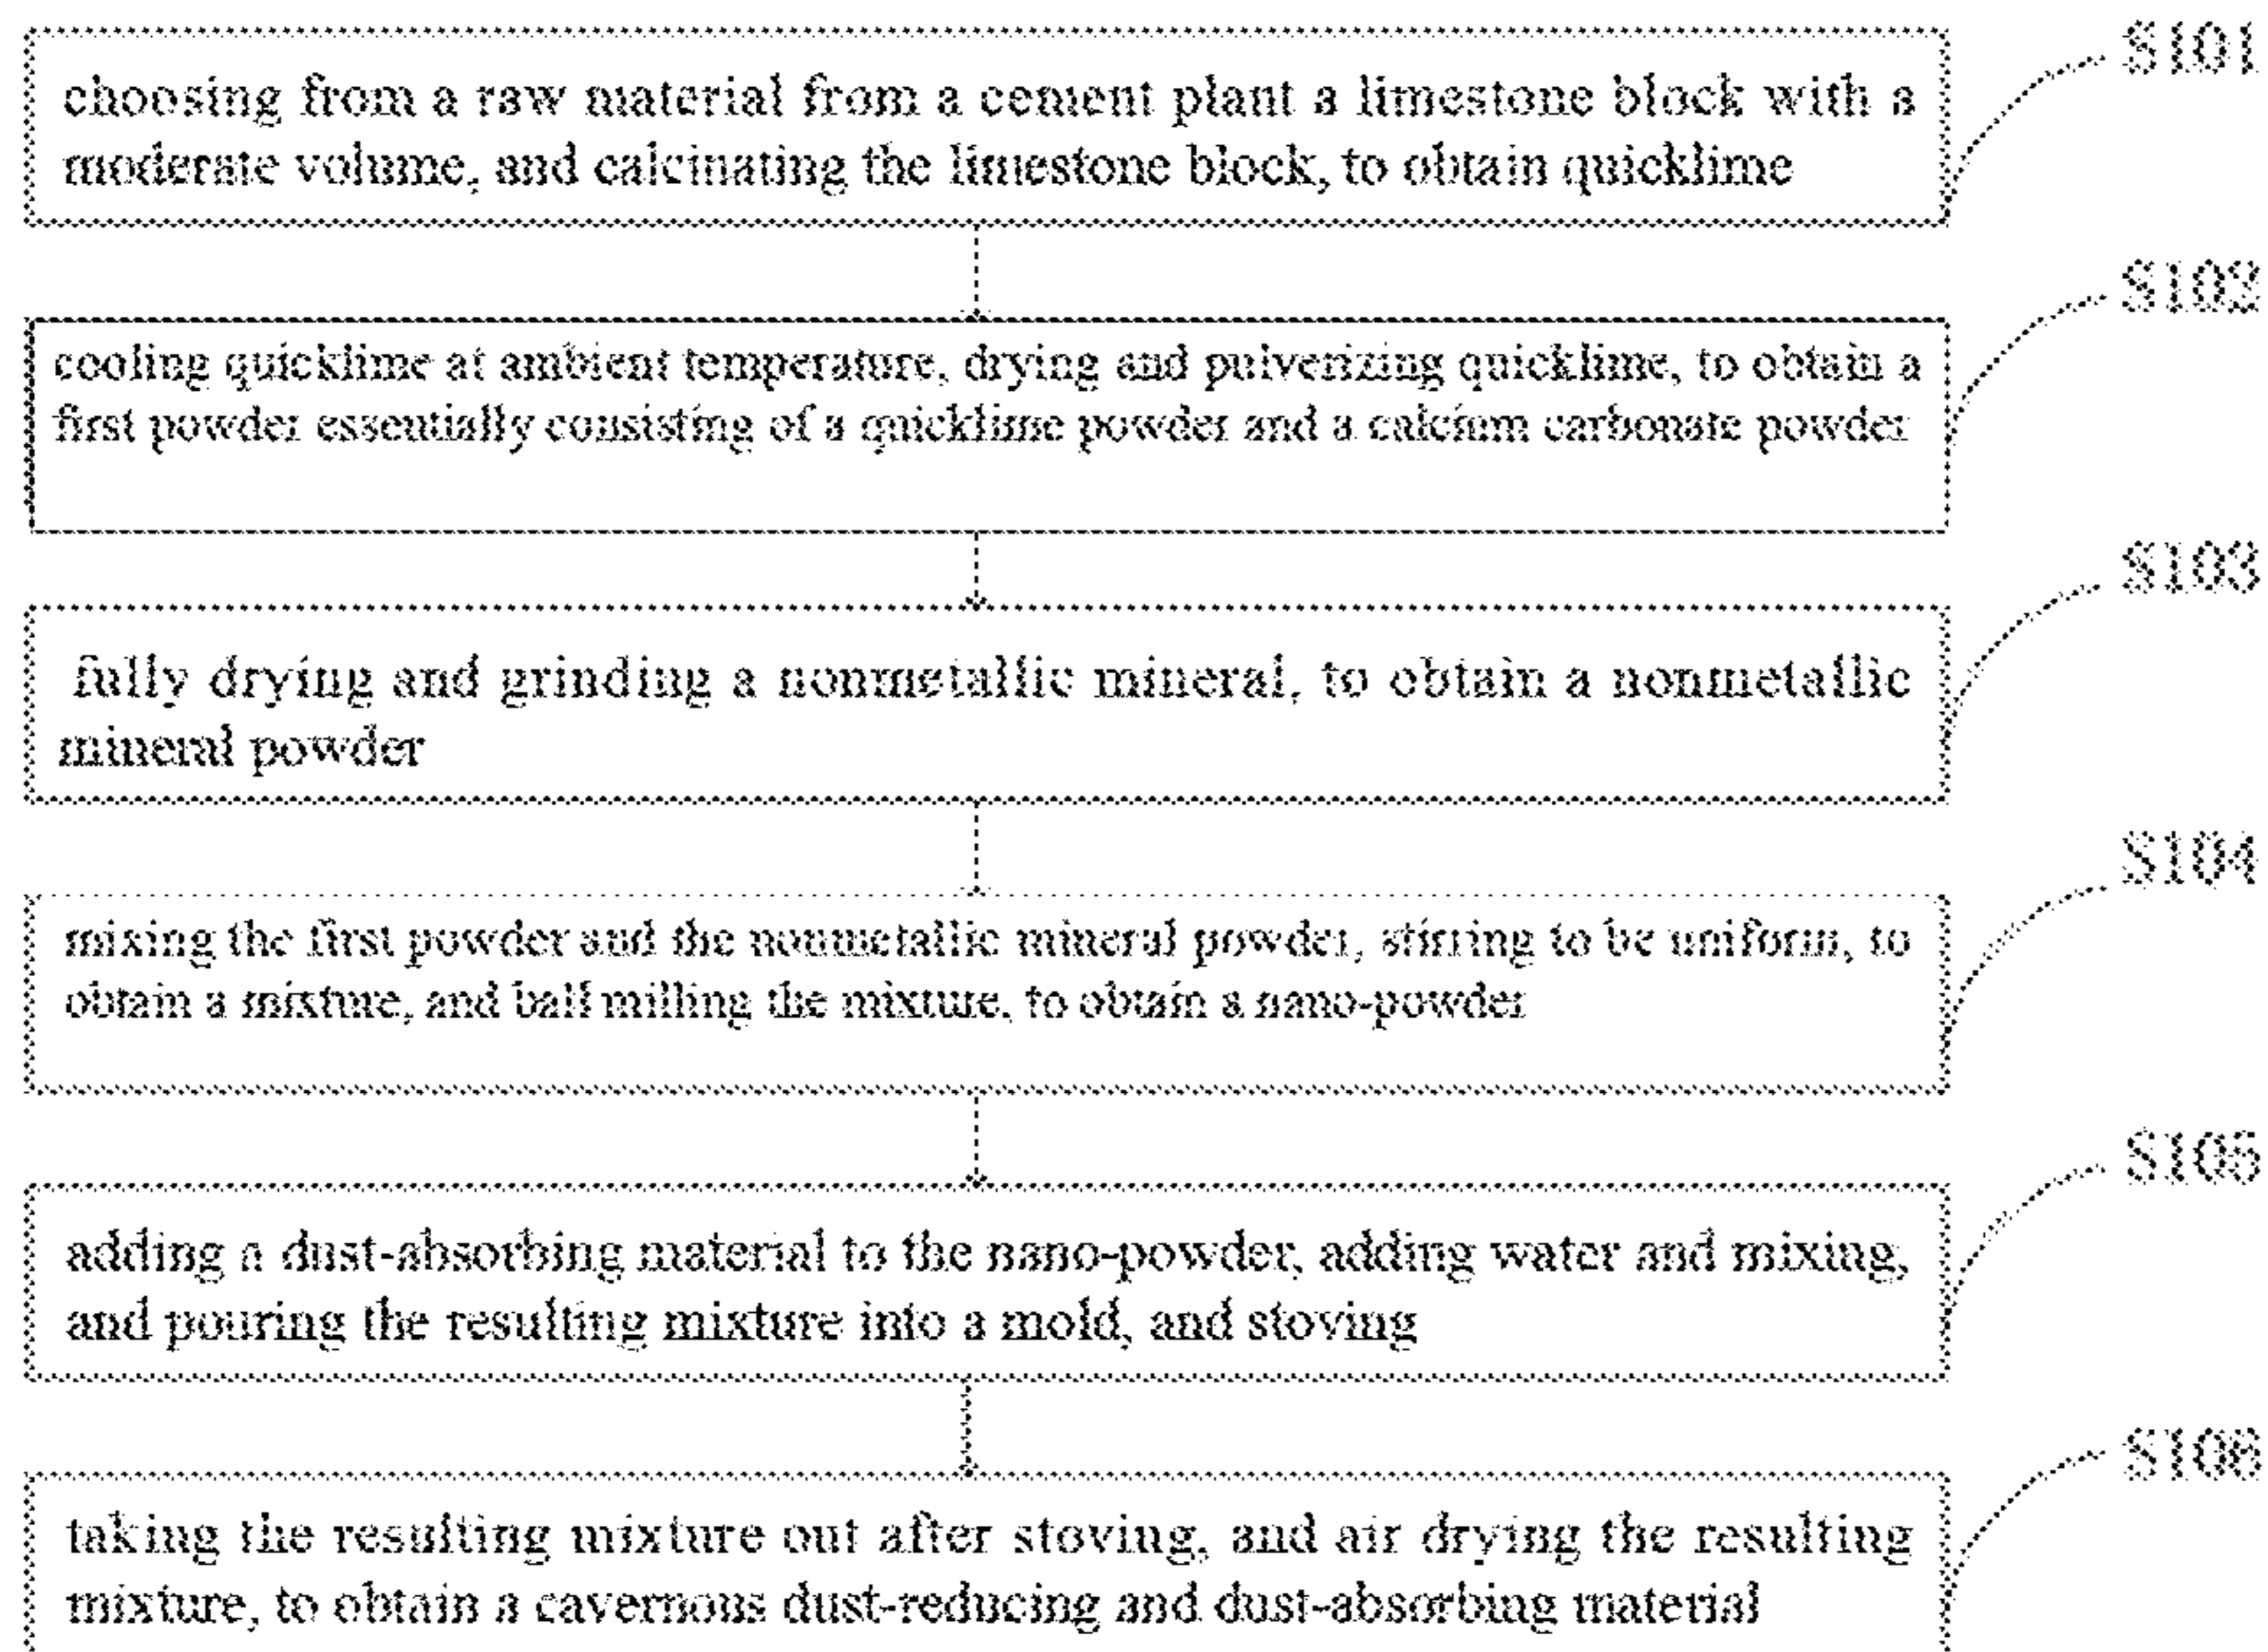 S101
choosing from a raw material from a cement plant a limestone block with a
moderate volume, and calcinating the limestone block, to obtain quicklime
S102
cooling quicklime at ambient temperature, drying and pulverizing quicklime, to obtain a
first powder essentially consisting of a quicklime powder and a calcium carbonate powder
S103
fully drying and grinding a nonmetallic mineral, to obtain a nonmetallic
mineral powder
S104
mixing the first powder and the nonmetallic mineral powder, stirring to be uniform, to
obtain a mixture, and ball milling the mixture, to obtain a nano-powder
S105
adding a dust-absorbing material to the nano-powder, adding water and mixing,
and pouring the resulting mixture into a mold, and stoving
S106
taking the resulting mixture out after stoving, and air drying the resulting
mixture, to obtain a cavernous dust-reducing and dust-absorbing material